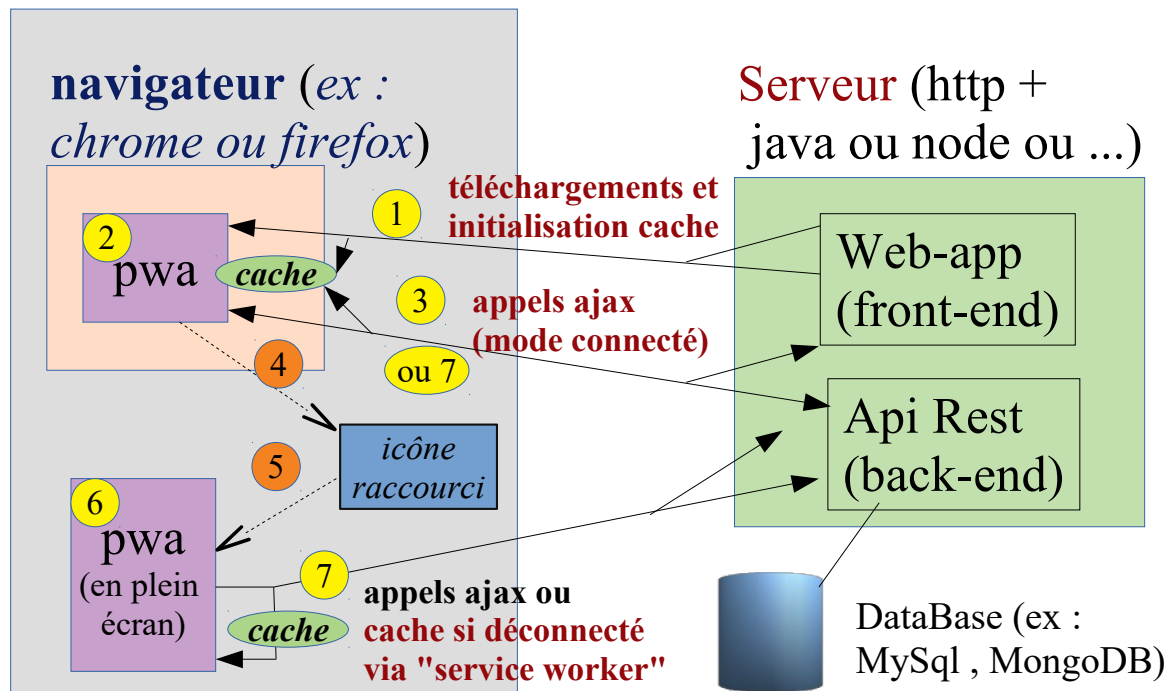 navigateur (ex :
chrome ou firefox)
Serveur (http +
java ou node ou ...)
1
téléchargements et
initialisation cache
2
pwa
cache
Web-app
(front-end)
3
appels ajax
(mode connecté)
ou 7
4
Api Rest
(back-end)
icône
raccourci
5
6
pwa
(en plein
écran)
7
cache
appels ajax ou
cache si déconnecté
via "service worker"
DataBase (ex :
MySql , MongoDB)